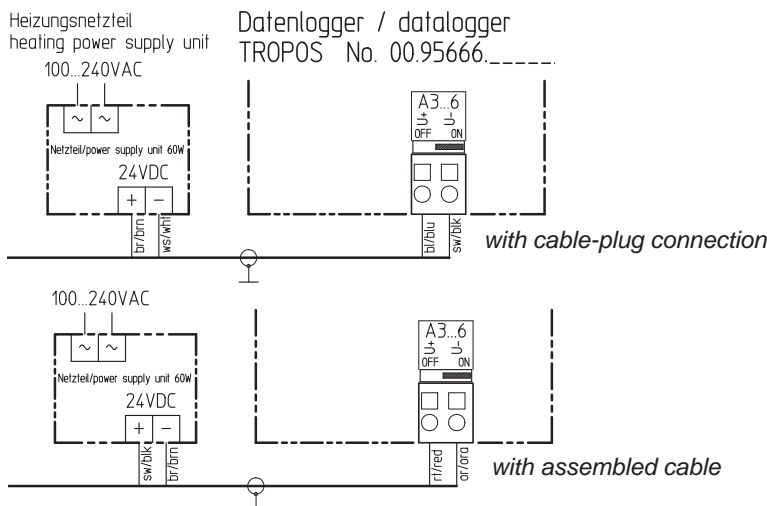 Heizungsnetzteil
heating power supply unit
Datenlogger / datalogger
TROPOS No. 00.95666._____
100...240VAC
~ ~
Netzteil/power supply unit 60W
24VDC
+ −
br/brn
ws/wht
A3...6
U+ U-
OFF ON
bl/blu
sw/blk
with cable-plug connection
100...240VAC
~ ~
Netzteil/power supply unit 60W
24VDC
+ −
sw/blk
br/brn
A3...6
U+ U-
OFF ON
rt/red
or/ora
with assembled cable